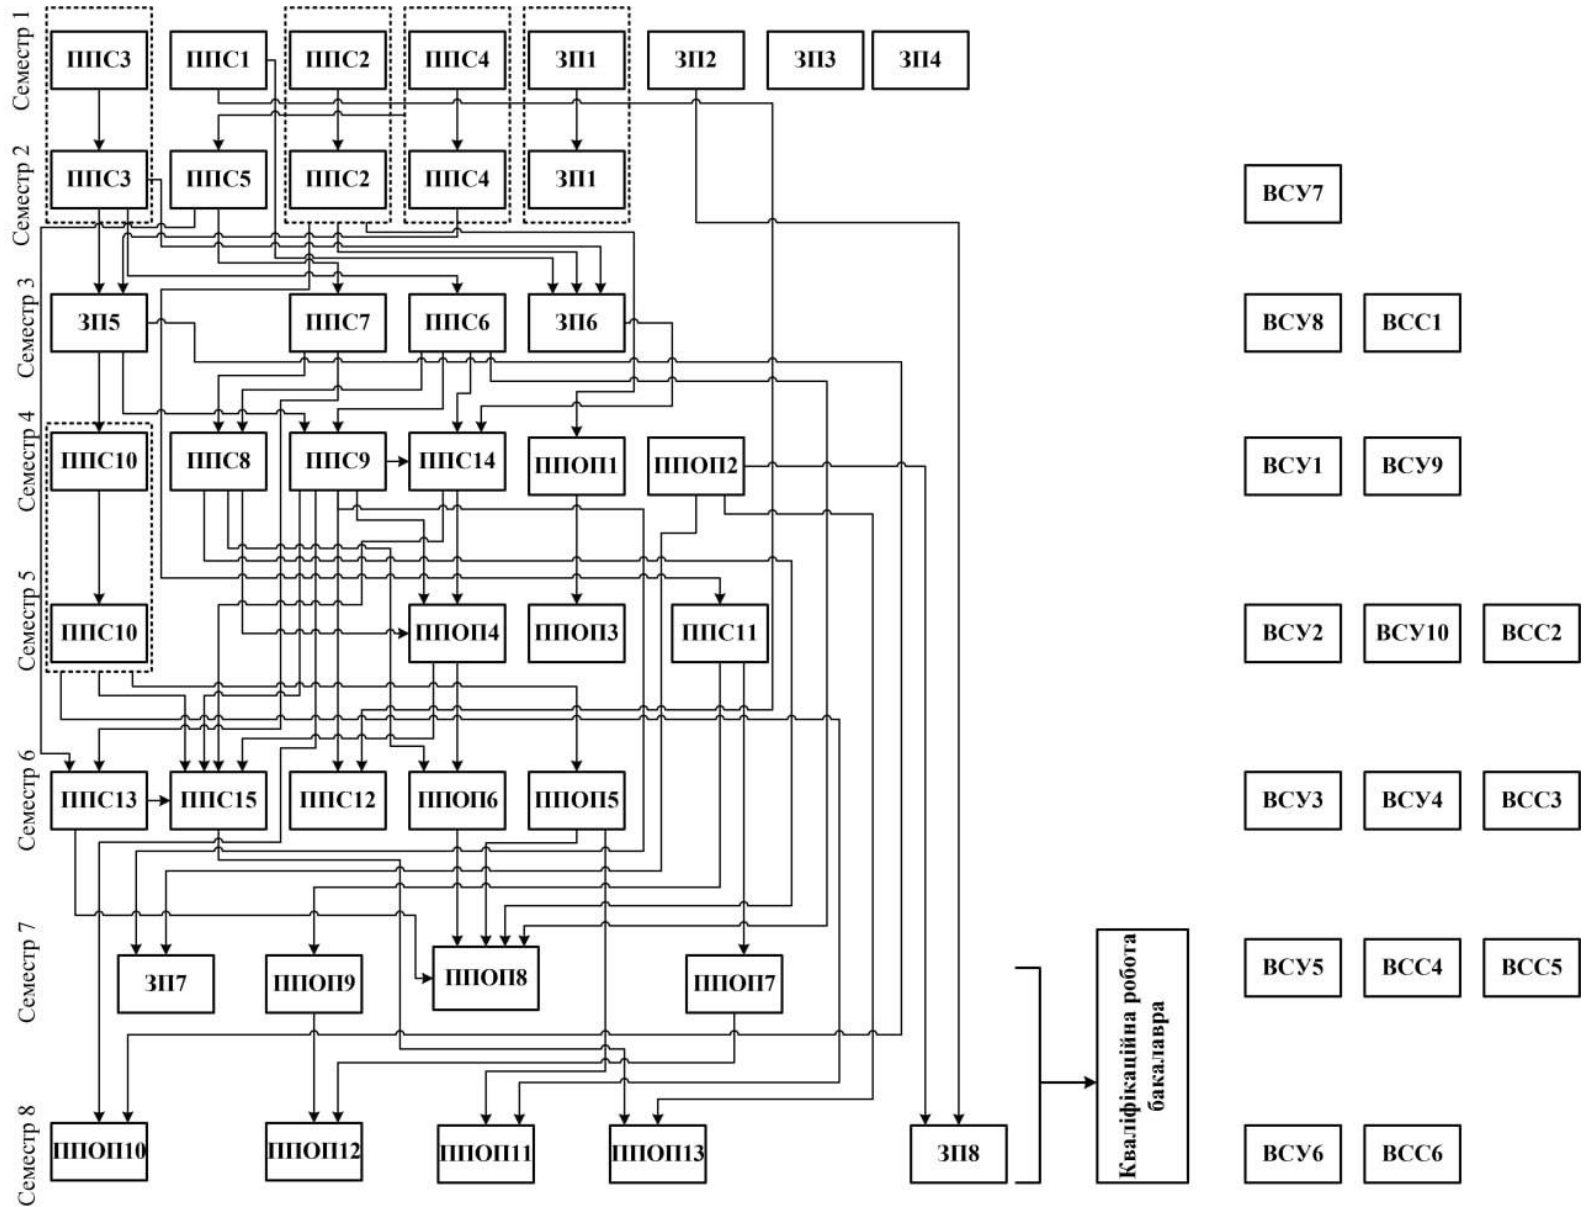 Семестр 1
ППС3
ППС1
ППС2
ППС4
ЗП1
ЗП2
ЗП3
ЗП4
Семестр 2
ППС3
ППС5
ППС2
ППС4
ЗП1
ВСУ7
Семестр 3
ЗП5
ППС7
ППС6
ЗП6
ВСУ8
ВСС1
Семестр 4
ППС10
ППС8
ППС9
ППС14
ППОП1
ППОП2
ВСУ1
ВСУ9
Семестр 5
ППС10
ППОП4
ППОП3
ППС11
ВСУ2
ВСУ10
ВСС2
Семестр 6
ППС13
ППС15
ППС12
ППОП6
ППОП5
ВСУ3
ВСУ4
ВСС3
Семестр 7
ЗП7
ППОП9
ППОП8
ППОП7
ВСУ5
ВСС4
ВСС5
Семестр 8
ППОП10
ППОП12
ППОП11
ППОП13
ЗП8
Кваліфікаційна робота
бакалавра
ВСУ6
ВСС6